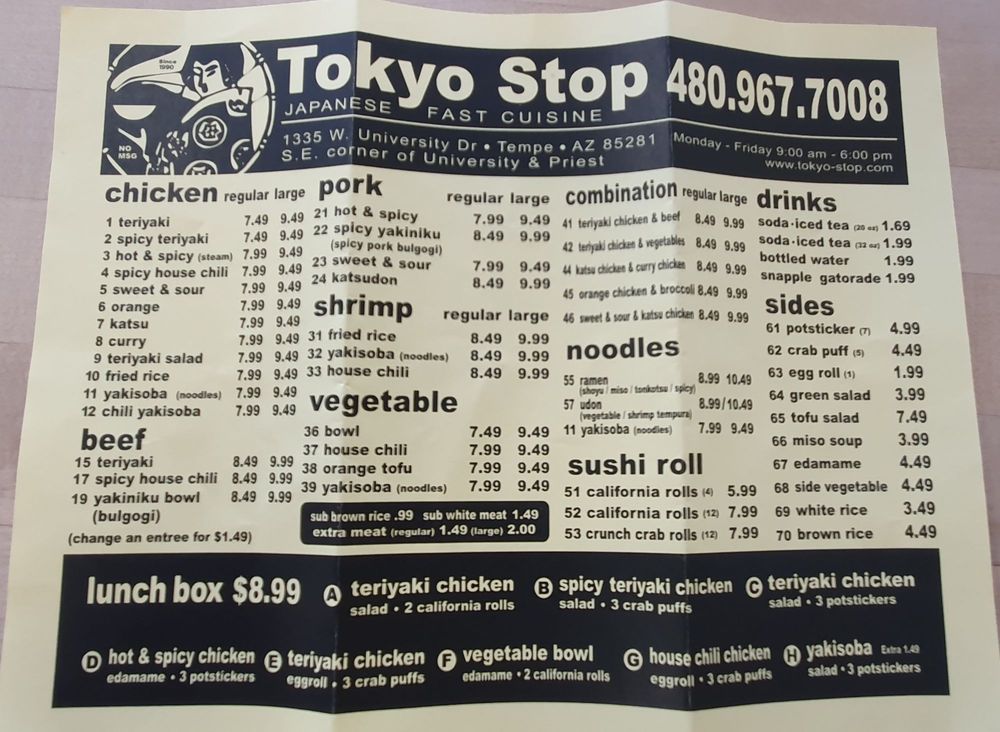 Since
1990
NO
MSG
Tokyo Stop 480.967.7008
JAPANESE FAST CUISINE
1335 W. University Dr • Tempe • AZ 85281
S.E. corner of University & Priest
Monday - Friday 9:00 am - 6:00 pm
www.tokyo-stop.com
chicken regular large
1 teriyaki 7.49 9.49
2 spicy teriyaki 7.49 9.49
3 hot & spicy (steam) 7.99 9.49
4 spicy house chili 7.99 9.49
5 sweet & sour 7.99 9.49
6 orange 7.99 9.49
7 katsu 7.99 9.49
8 curry 7.99 9.49
9 teriyaki salad 7.99 9.49
10 fried rice 7.99 9.49
11 yakisoba (noodles) 7.99 9.49
12 chili yakisoba 7.99 9.49
beef
15 teriyaki 8.49 9.99
17 spicy house chili 8.49 9.99
19 yakiniku bowl 8.49 9.99
(bulgogi)
(change an entree for $1.49)
pork regular large
21 hot & spicy 7.99 9.49
22 spicy yakiniku 8.49 9.99
(spicy pork bulgogi)
23 sweet & sour 7.99 9.49
24 katsudon 8.49 9.99
shrimp regular large
31 fried rice 8.49 9.99
32 yakisoba (noodles) 8.49 9.99
33 house chili 8.49 9.99
vegetable
36 bowl 7.49 9.49
37 house chili 7.99 9.49
38 orange tofu 7.99 9.49
39 yakisoba (noodles) 7.99 9.49
sub brown rice .99 sub white meat 1.49
extra meat (regular) 1.49 (large) 2.00
combination regular large
41 teriyaki chicken & beef 8.49 9.99
42 teriyaki chicken & vegetables 8.49 9.99
44 katsu chicken & curry chicken 8.49 9.99
45 orange chicken & broccoli 8.49 9.99
46 sweet & sour & katsu chicken 8.49 9.99
noodles
55 ramen 8.99 10.49
(shoyu / miso / tonkotsu / spicy)
57 udon 8.99/10.49
(vegetable / shrimp tempura)
11 yakisoba (noodles) 7.99 9.49
sushi roll
51 california rolls (4) 5.99
52 california rolls (12) 7.99
53 crunch crab rolls (12) 7.99
drinks
soda·iced tea (20 oz) 1.69
soda·iced tea (32 oz) 1.99
bottled water 1.99
snapple gatorade 1.99
sides
61 potsticker (7) 4.99
62 crab puff (5) 4.49
63 egg roll (1) 1.99
64 green salad 3.99
65 tofu salad 7.49
66 miso soup 3.99
67 edamame 4.49
68 side vegetable 4.49
69 white rice 3.49
70 brown rice 4.49
lunch box $8.99
A teriyaki chicken
salad • 2 california rolls
B spicy teriyaki chicken
salad • 3 crab puffs
C teriyaki chicken
salad • 3 potstickers
D hot & spicy chicken
edamame • 3 potstickers
E teriyaki chicken
eggroll • 3 crab puffs
F vegetable bowl
edamame • 2 california rolls
G house chili chicken
eggroll • 3 crab puffs
H yakisoba Extra 1.49
salad • 3 potstickers